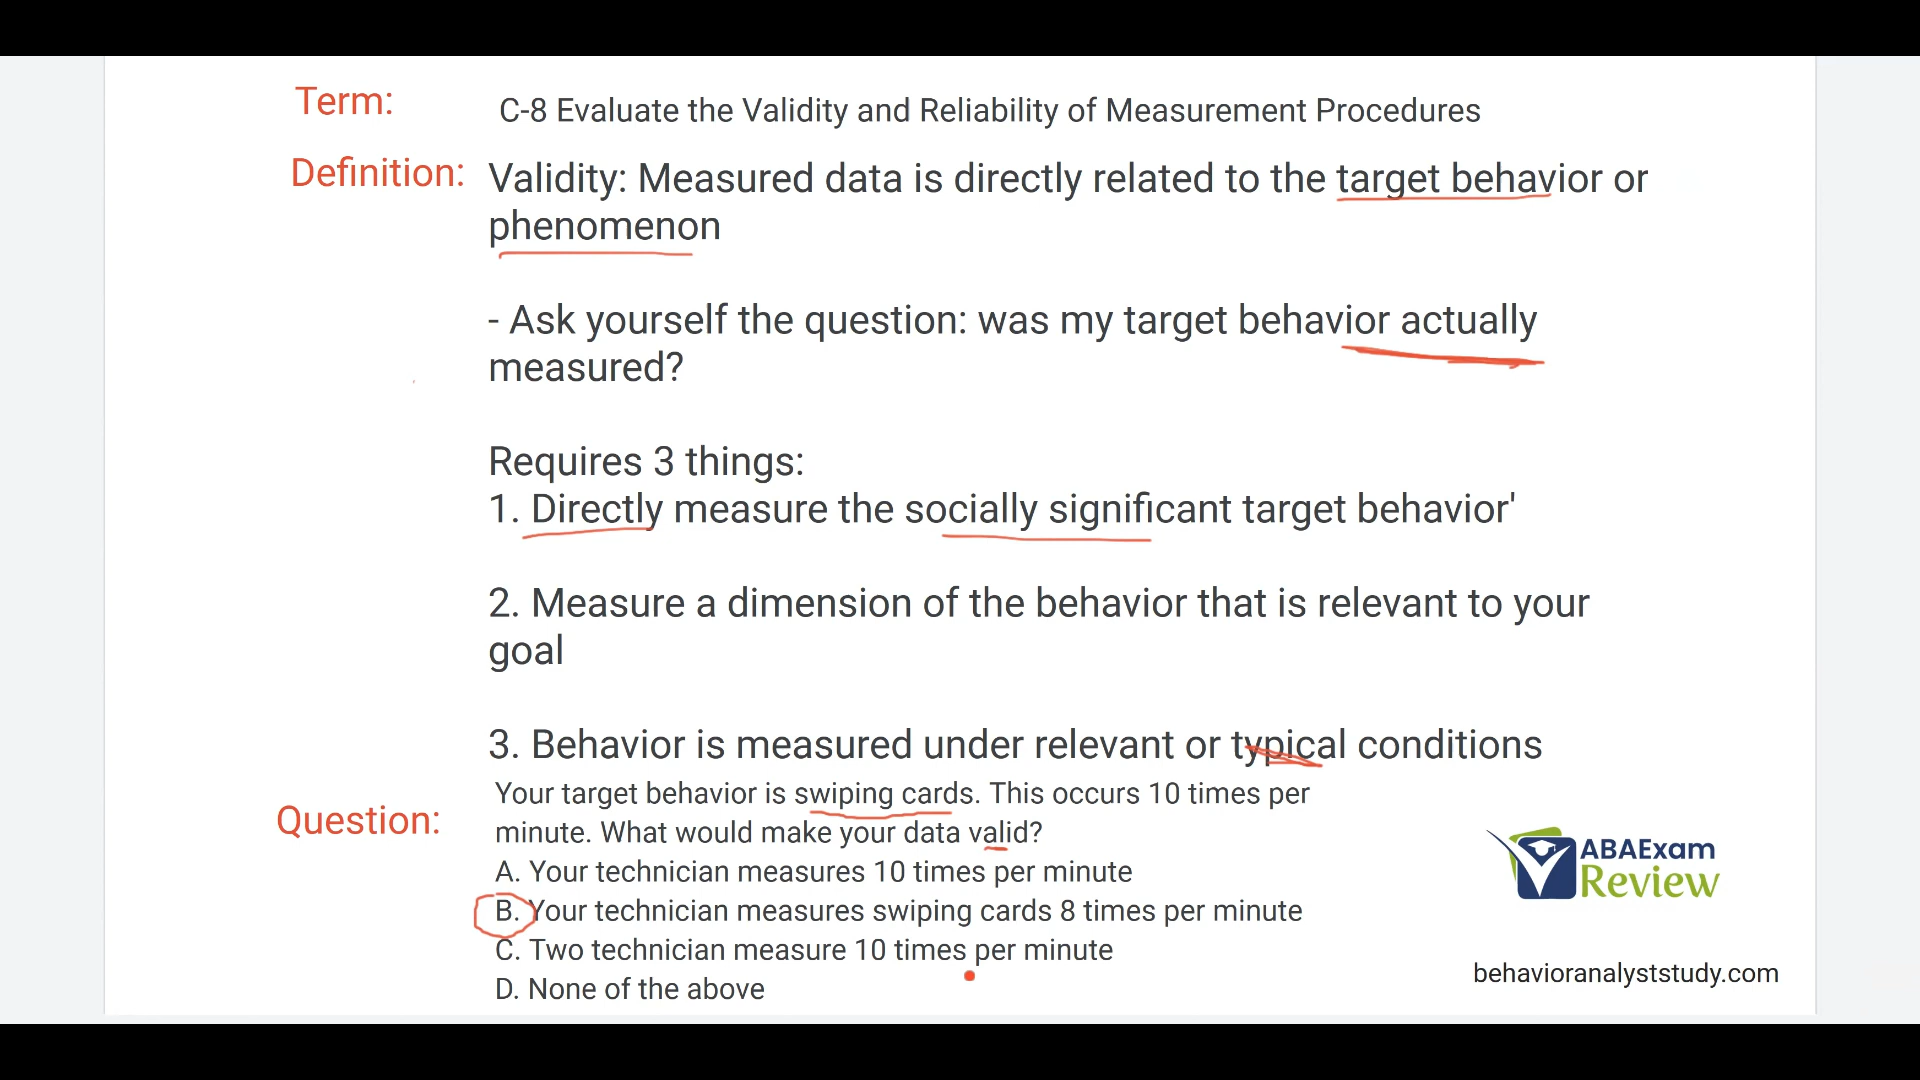 Term:
C-8 Evaluate the Validity and Reliability of Measurement Procedures
Definition:
Validity: Measured data is directly related to the target behavior or
phenomenon
- Ask yourself the question: was my target behavior actually
measured?
Requires 3 things:
1. Directly measure the socially significant target behavior'
2. Measure a dimension of the behavior that is relevant to your
goal
3. Behavior is measured under relevant or typical conditions
Question:
Your target behavior is swiping cards. This occurs 10 times per
minute. What would make your data valid?
A. Your technician measures 10 times per minute
B. Your technician measures swiping cards 8 times per minute
C. Two technician measure 10 times per minute
D. None of the above
ABAExam
Review
behavioranalyststudy.com